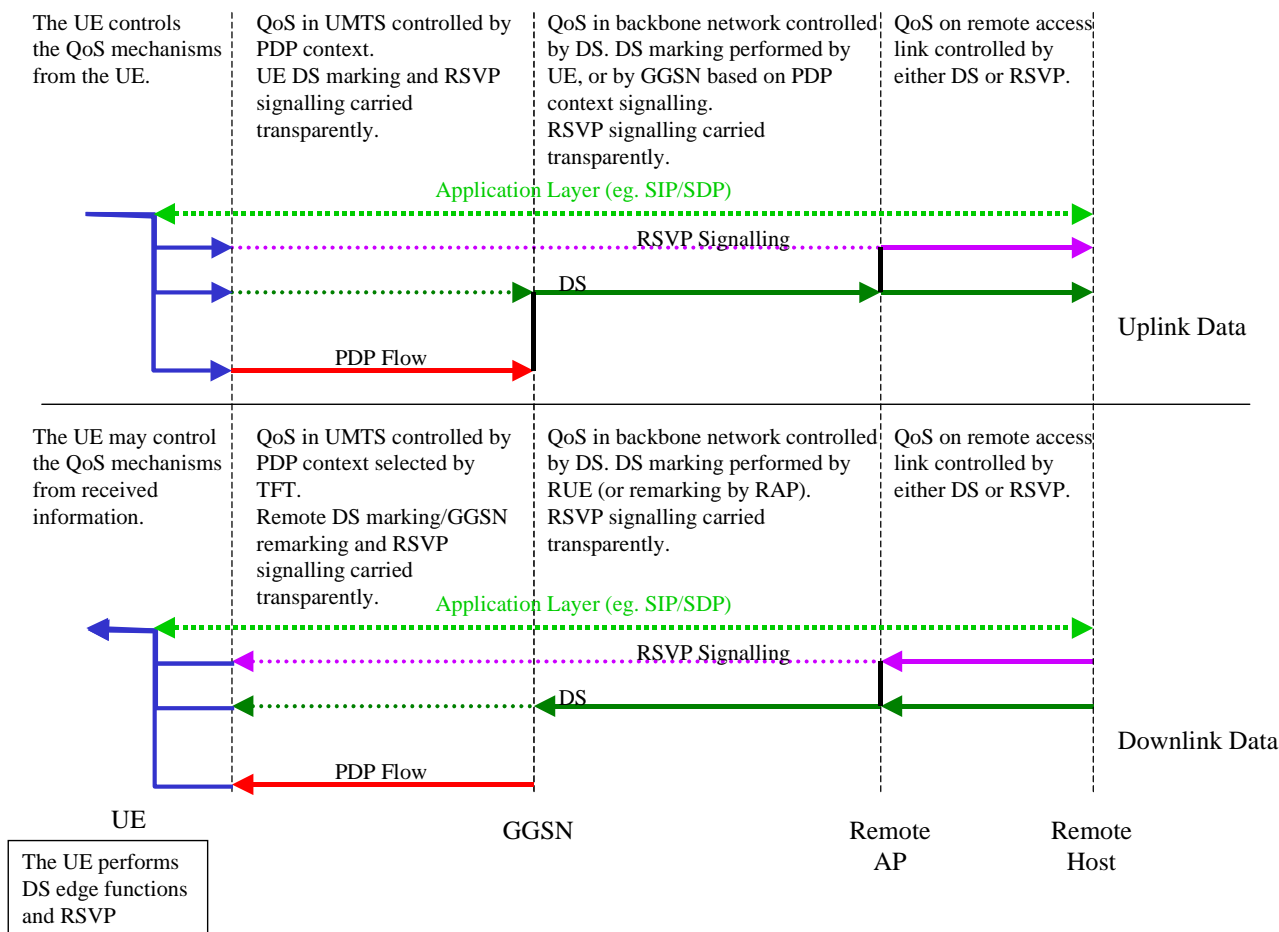 The UE controls
the QoS mechanisms
from the UE.
QoS in UMTS controlled by
PDP context.
UE DS marking and RSVP
signalling carried
transparently.
QoS in backbone network controlled
by DS. DS marking performed by
UE, or by GGSN based on PDP
context signalling.
RSVP signalling carried
transparently.
QoS on remote access
link controlled by
either DS or RSVP.
Application Layer (eg. SIP/SDP)
RSVP Signalling
DS
PDP Flow
Uplink Data
The UE may control
the QoS mechanisms
from received
information.
QoS in UMTS controlled by
PDP context selected by
TFT.
Remote DS marking/GGSN
remarking and RSVP
signalling carried
transparently.
QoS in backbone network controlled
by DS. DS marking performed by
RUE (or remarking by RAP).
RSVP signalling carried
transparently.
QoS on remote access
link controlled by
either DS or RSVP.
Application Layer (eg. SIP/SDP)
RSVP Signalling
DS
PDP Flow
Downlink Data
UE
GGSN
Remote
AP
Remote
Host
The UE performs
DS edge functions
and RSVP